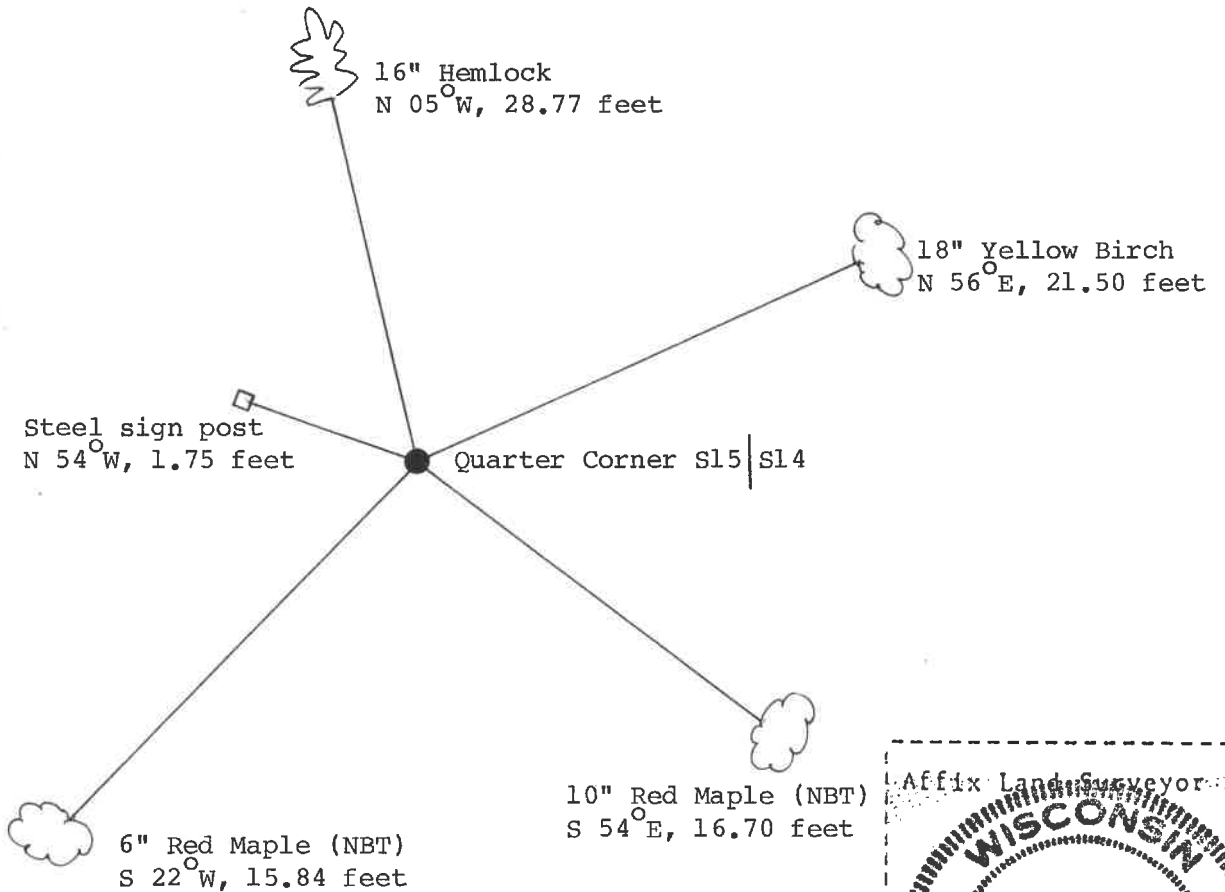 16" Hemlock
N 05°W, 28.77 feet
18" Yellow Birch
N 56°E, 21.50 feet
Steel sign post
N 54°W, 1.75 feet
Quarter Corner S15|S14
10" Red Maple (NBT)
S 54°E, 16.70 feet
6" Red Maple (NBT)
S 22°W, 15.84 feet
Affix Land Surveyor
WISCONSIN